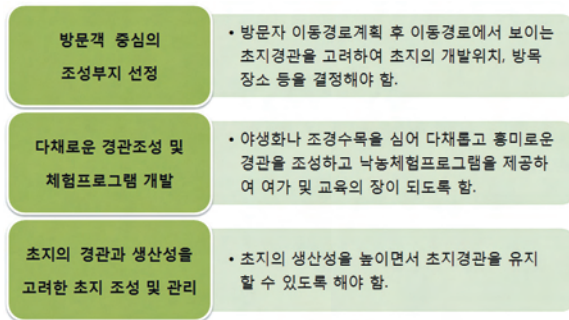 방문객 중심의
조성부지 선정
• 방문자 이동경로계획 후 이동경로에서 보이는
초지경관을 고려하여 초지의 개발위치, 방목
장소 등을 결정해야 함.
다채로운 경관조성 및
체험프로그램 개발
• 야생화나 조경수목을 심어 다채롭고 흥미로운
경관을 조성하고 낙농체험프로그램을 제공하
여 여가 및 교육의 장이 되도록 함.
초지의 경관과 생산성을
고려한 초지 조성 및 관리
• 초지의 생산성을 높이면서 초지경관을 유지
할 수 있도록 해야 함.